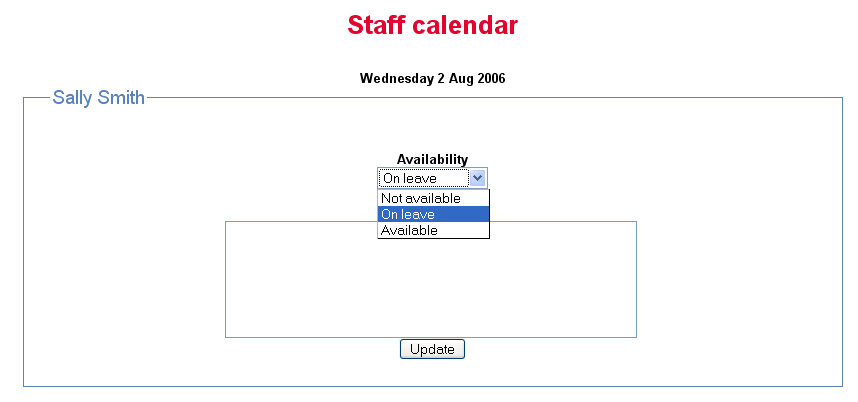 Staff calendar
Wednesday 2 Aug 2006
Sally Smith
Availability
On leave
Not available
On leave
Available
Update